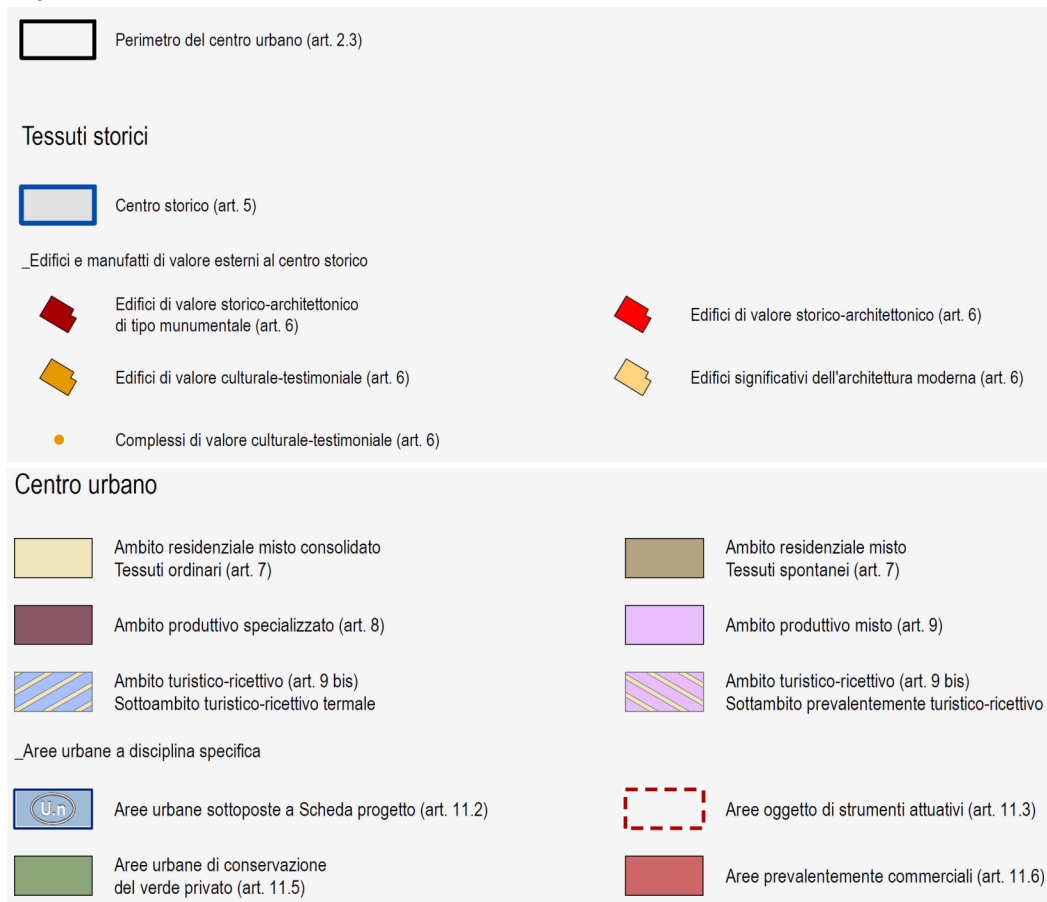 Perimetro del centro urbano (art. 2.3)
Tessuti storici
Centro storico (art. 5)
_Edifici e manufatti di valore esterni al centro storico
Edifici di valore storico-architettonico
di tipo munumentale (art. 6)
Edifici di valore storico-architettonico (art. 6)
Edifici di valore culturale-testimoniale (art. 6)
Edifici significativi dell'architettura moderna (art. 6)
Complessi di valore culturale-testimoniale (art. 6)
Centro urbano
Ambito residenziale misto consolidato
Tessuti ordinari (art. 7)
Ambito residenziale misto
Tessuti spontanei (art. 7)
Ambito produttivo specializzato (art. 8)
Ambito produttivo misto (art. 9)
Ambito turistico-ricettivo (art. 9 bis)
Sottoambito turistico-ricettivo termale
Ambito turistico-ricettivo (art. 9 bis)
Sottambito prevalentemente turistico-ricettivo
_Aree urbane a disciplina specifica
U.n
Aree urbane sottoposte a Scheda progetto (art. 11.2)
Aree oggetto di strumenti attuativi (art. 11.3)
Aree urbane di conservazione
del verde privato (art. 11.5)
Aree prevalentemente commerciali (art. 11.6)